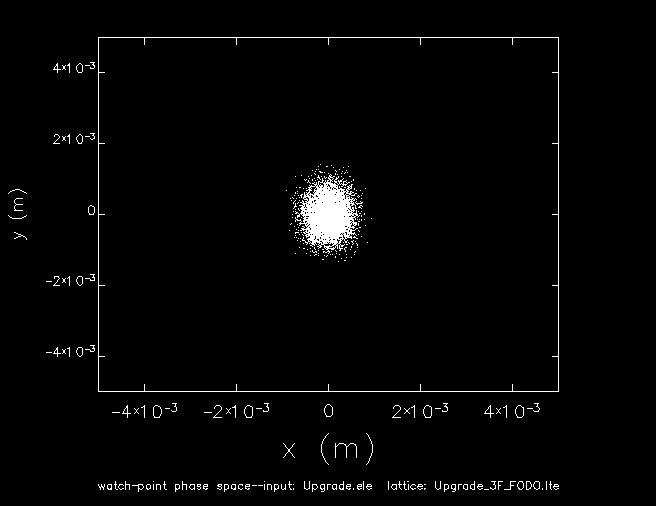 4×10⁻³
2×10⁻³
0
−2×10⁻³
−4×10⁻³
y (m)
−4×10⁻³ −2×10⁻³ 0 2×10⁻³ 4×10⁻³
x (m)
watch-point phase space--input: Upgrade.ele lattice: Upgrade_3F_FODO.lte